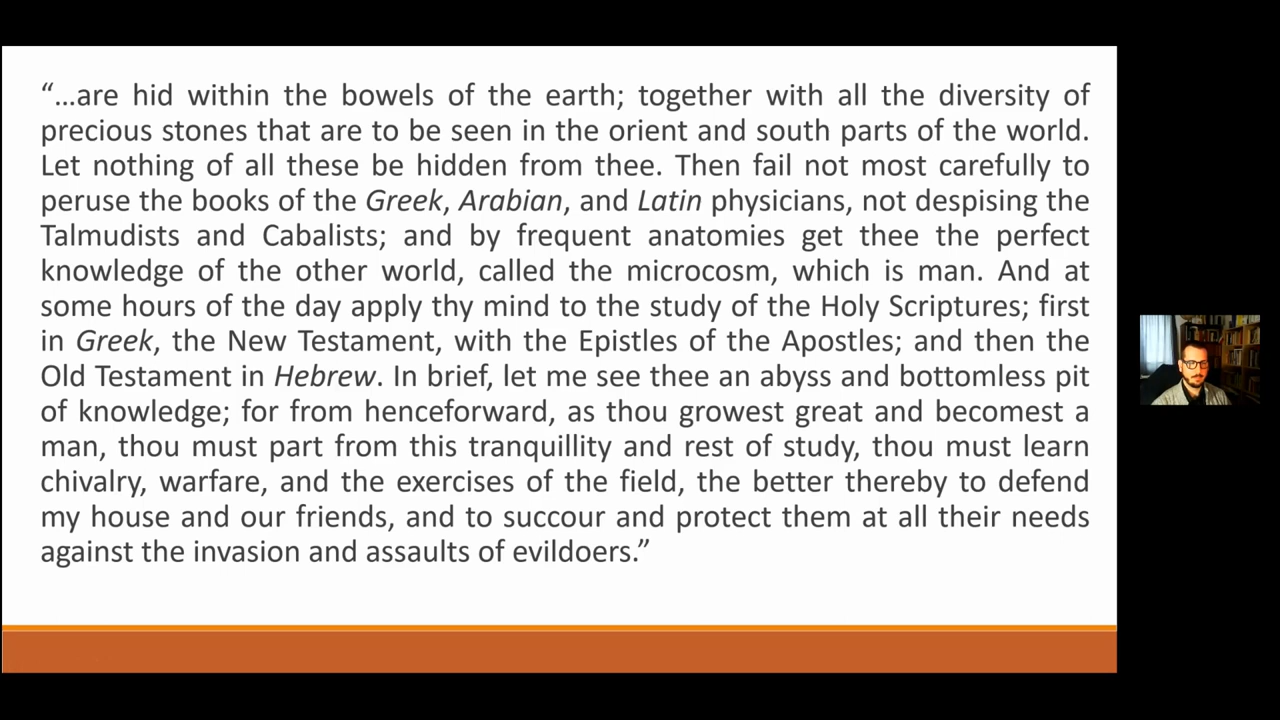 “…are hid within the bowels of the earth; together with all the diversity of
precious stones that are to be seen in the orient and south parts of the world.
Let nothing of all these be hidden from thee. Then fail not most carefully to
peruse the books of the Greek, Arabian, and Latin physicians, not despising the
Talmudists and Cabalists; and by frequent anatomies get thee the perfect
knowledge of the other world, called the microcosm, which is man. And at
some hours of the day apply thy mind to the study of the Holy Scriptures; first
in Greek, the New Testament, with the Epistles of the Apostles; and then the
Old Testament in Hebrew. In brief, let me see thee an abyss and bottomless pit
of knowledge; for from henceforward, as thou growest great and becomest a
man, thou must part from this tranquillity and rest of study, thou must learn
chivalry, warfare, and the exercises of the field, the better thereby to defend
my house and our friends, and to succour and protect them at all their needs
against the invasion and assaults of evildoers.”